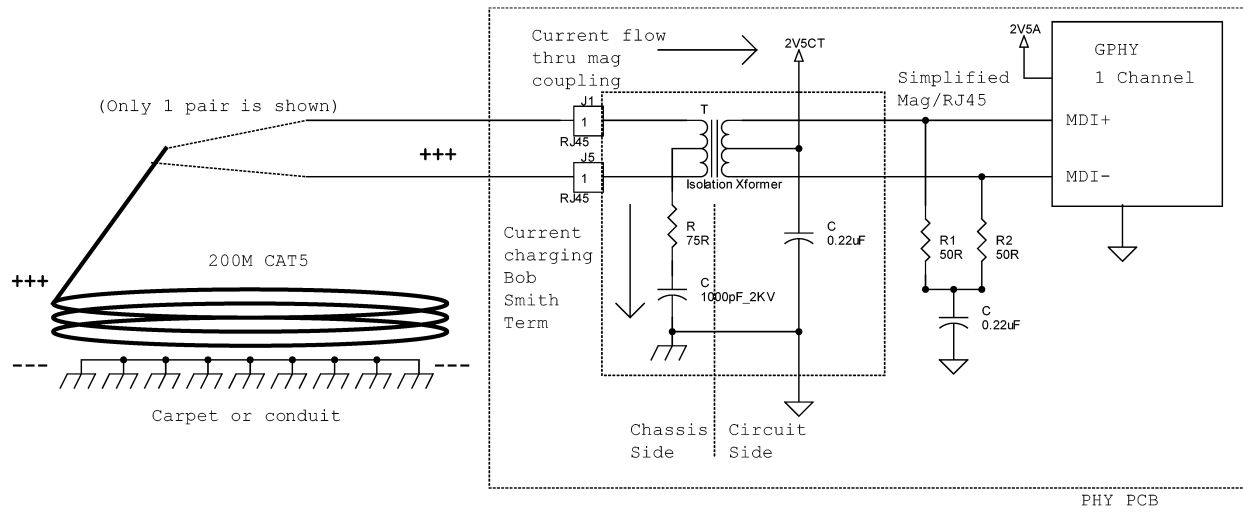 Current flow
thru mag
coupling
2V5CT
2V5A
GPHY
1 Channel
Simplified
Mag/RJ45
(Only 1 pair is shown)
J1
1
RJ45
T
MDI+
+++
J5
1
RJ45
Isolation Xformer
MDI-
Current
charging
Bob
Smith
Term
R
75R
C
0.22uF
R1
50R
R2
50R
200M CAT5
+++
C
1000pF_2KV
C
0.22uF
---
---
Carpet or conduit
Chassis
Side
Circuit
Side
PHY PCB